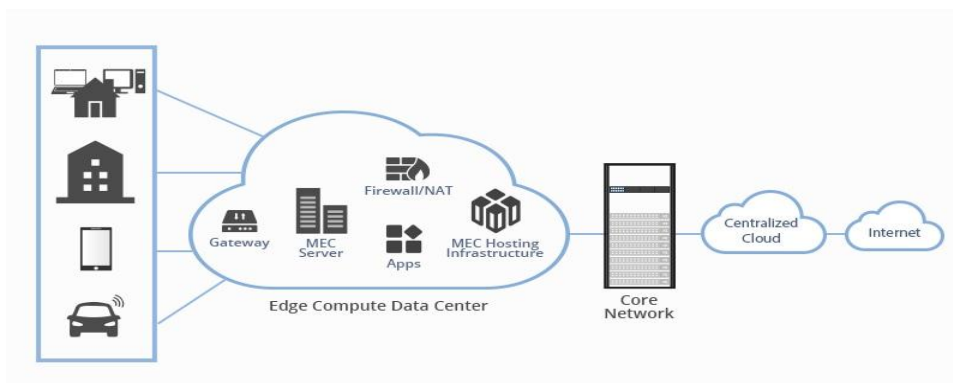 Firewall/NAT
Gateway
MEC
Server
Apps
MEC Hosting
Infrastructure
Edge Compute Data Center
Core
Network
Centralized
Cloud
Internet